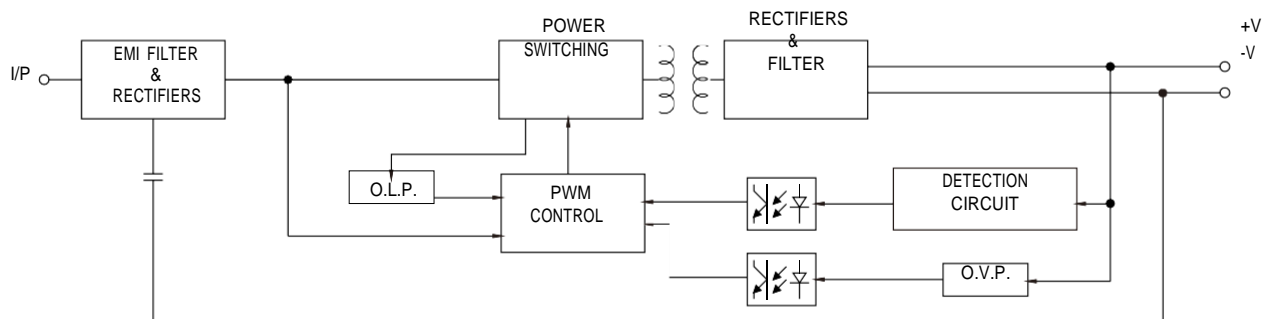 POWER
SWITCHING
RECTIFIERS
&
FILTER
+V
-V
I/P
EMI FILTER
&
RECTIFIERS
O.L.P.
PWM
CONTROL
DETECTION
CIRCUIT
O.V.P.